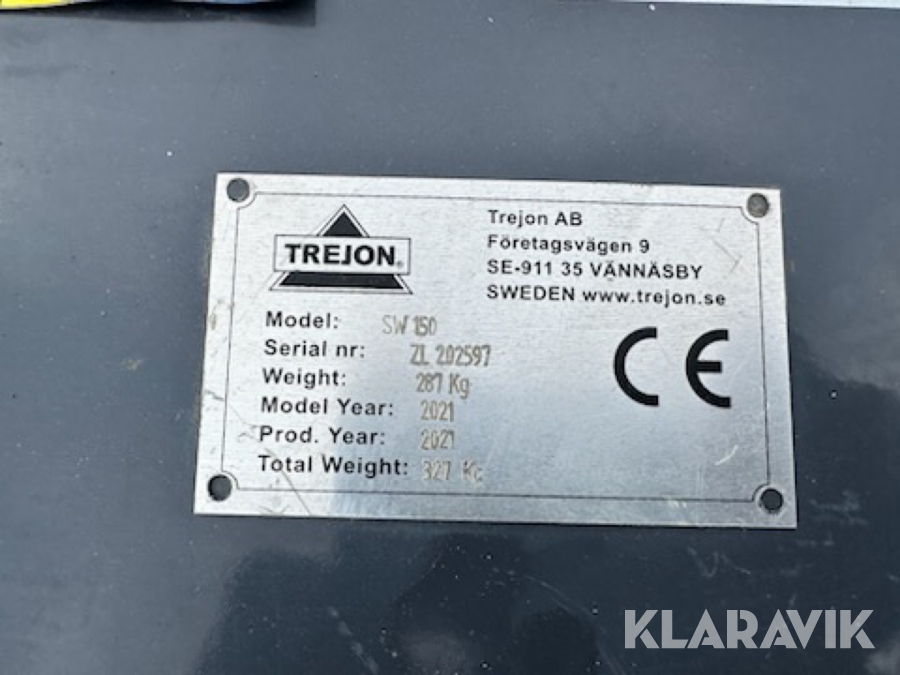 TREJON®
Trejon AB
Företagsvägen 9
SE-911 35 VÄNNÄSBY
SWEDEN www.trejon.se
Model: SW 150
Serial nr: ZL 202597
Weight: 287 Kg
Model Year: 2021
Prod. Year: 2021
Total Weight: 327 Kg
CE
KLARAVIK